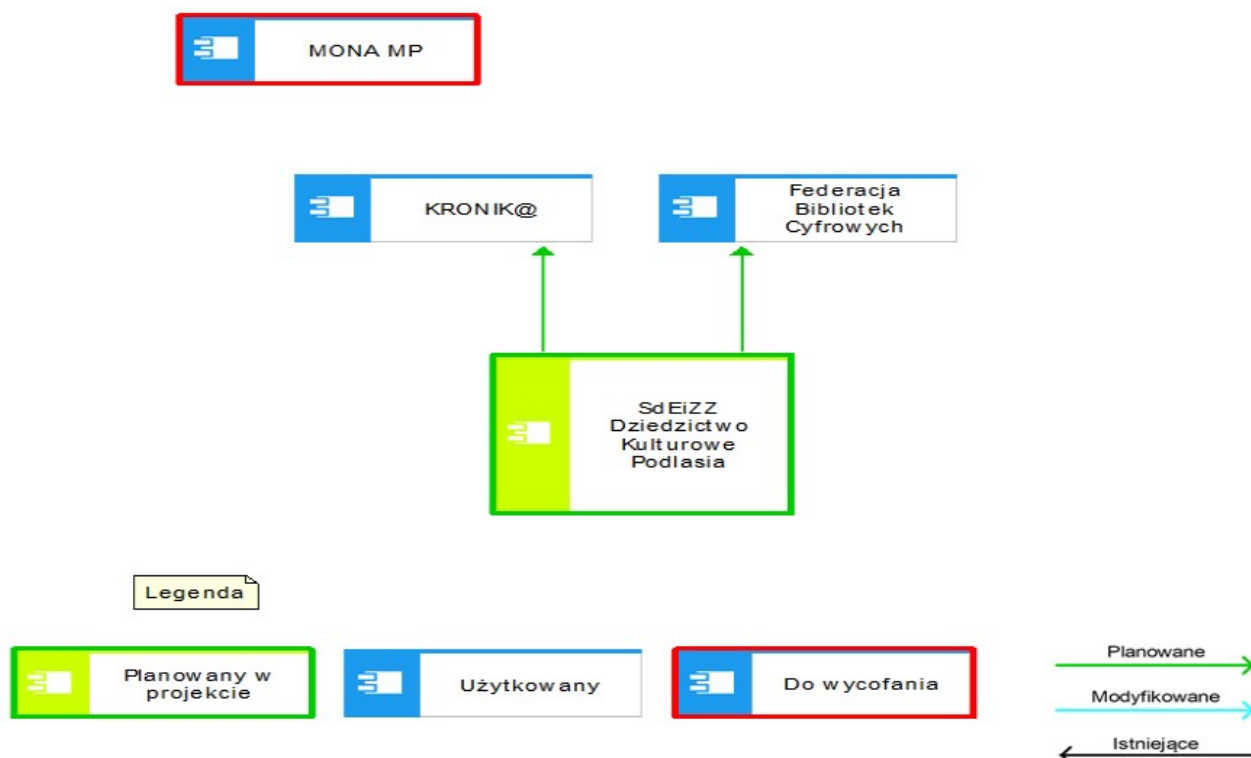 MONA MP
KRONIK@
Federacja
Bibliotek
Cyfrowych
SdEiZZ
Dziedzictwo
Kulturowe
Podlasia
Legenda
Planowany w
projekcie
Użytkowany
Do wycofania
Planowane
Modyfikowane
Istniejące